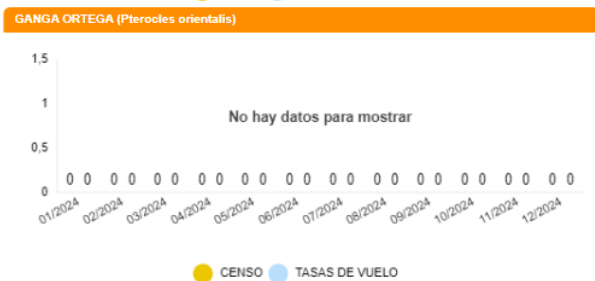 GANGA ORTEGA (Pterocles orientalis)
1,5
1
No hay datos para mostrar
0,5
0 0 0 0 0 0 0 0 0 0 0 0 0 0 0 0 0 0 0 0 0 0 0 0
0
01/2024 02/2024 03/2024 04/2024 05/2024 06/2024 07/2024 08/2024 09/2024 10/2024 11/2024 12/2024
CENSO TASAS DE VUELO